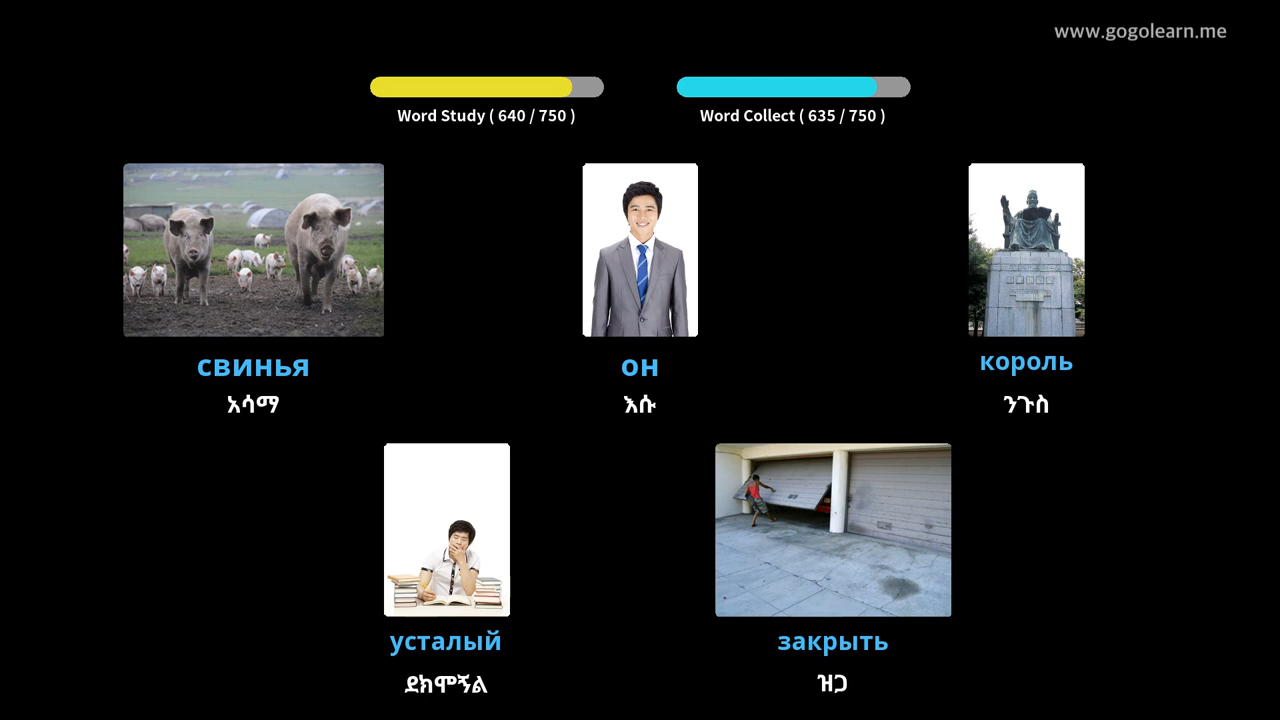 www.gogolearn.me
Word Study ( 640 / 750 )
Word Collect ( 635 / 750 )
свинья
አሳማ
он
እሱ
король
ንጉስ
усталый
ደክሞኝል
закрыть
ዝጋ